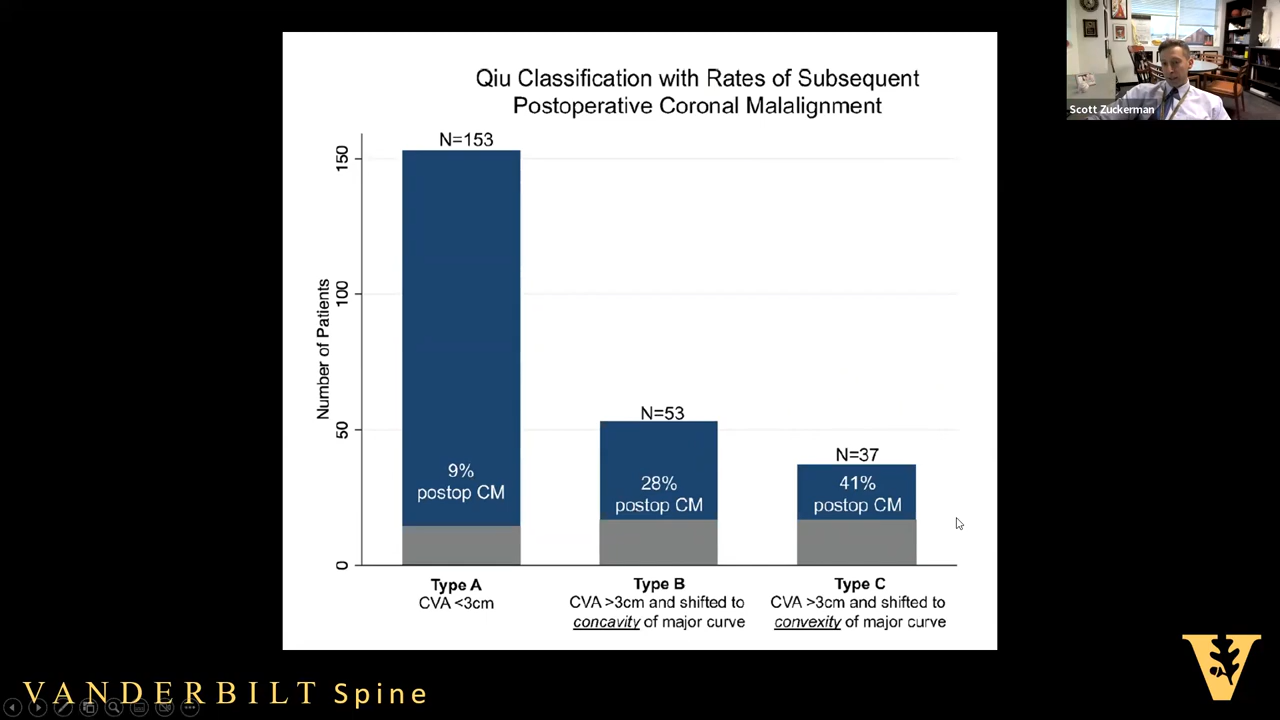 Scott Zuckerman
Qiu Classification with Rates of Subsequent
Postoperative Coronal Malalignment
Number of Patients
150
100
50
0
N=153
9%
postop CM
N=53
28%
postop CM
N=37
41%
postop CM
Type A
CVA <3cm
Type B
CVA >3cm and shifted to
concavity of major curve
Type C
CVA >3cm and shifted to
convexity of major curve
VANDERBILT Spine
V